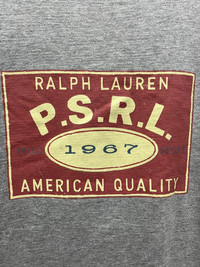 RALPH LAUREN
P.S.R.L.
1967
AMERICAN QUALITY